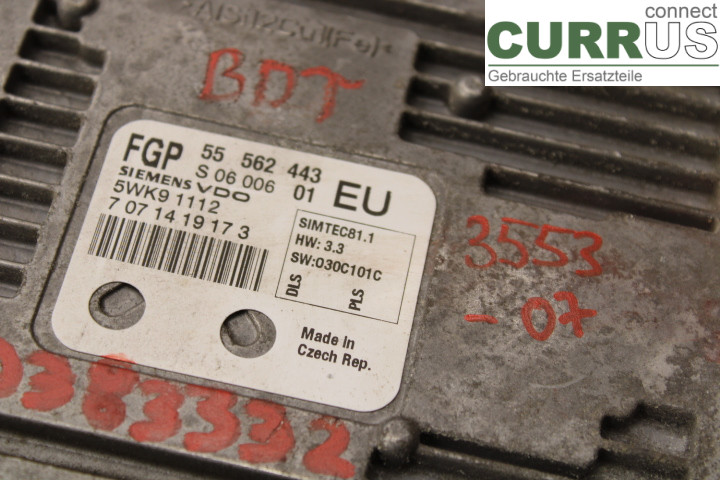 connect
CURRUS
Gebrauchte Ersatzteile
BDT
FGP 55 562 443
S 06 006 01 EU
SIEMENS VDO
5WK9 1112
7 07 14 19 17 3
SIMTEC81.1
HW: 3.3
SW:030C101C
DLS PLS
Made in
Czech Rep.
3553
- 07
0383332